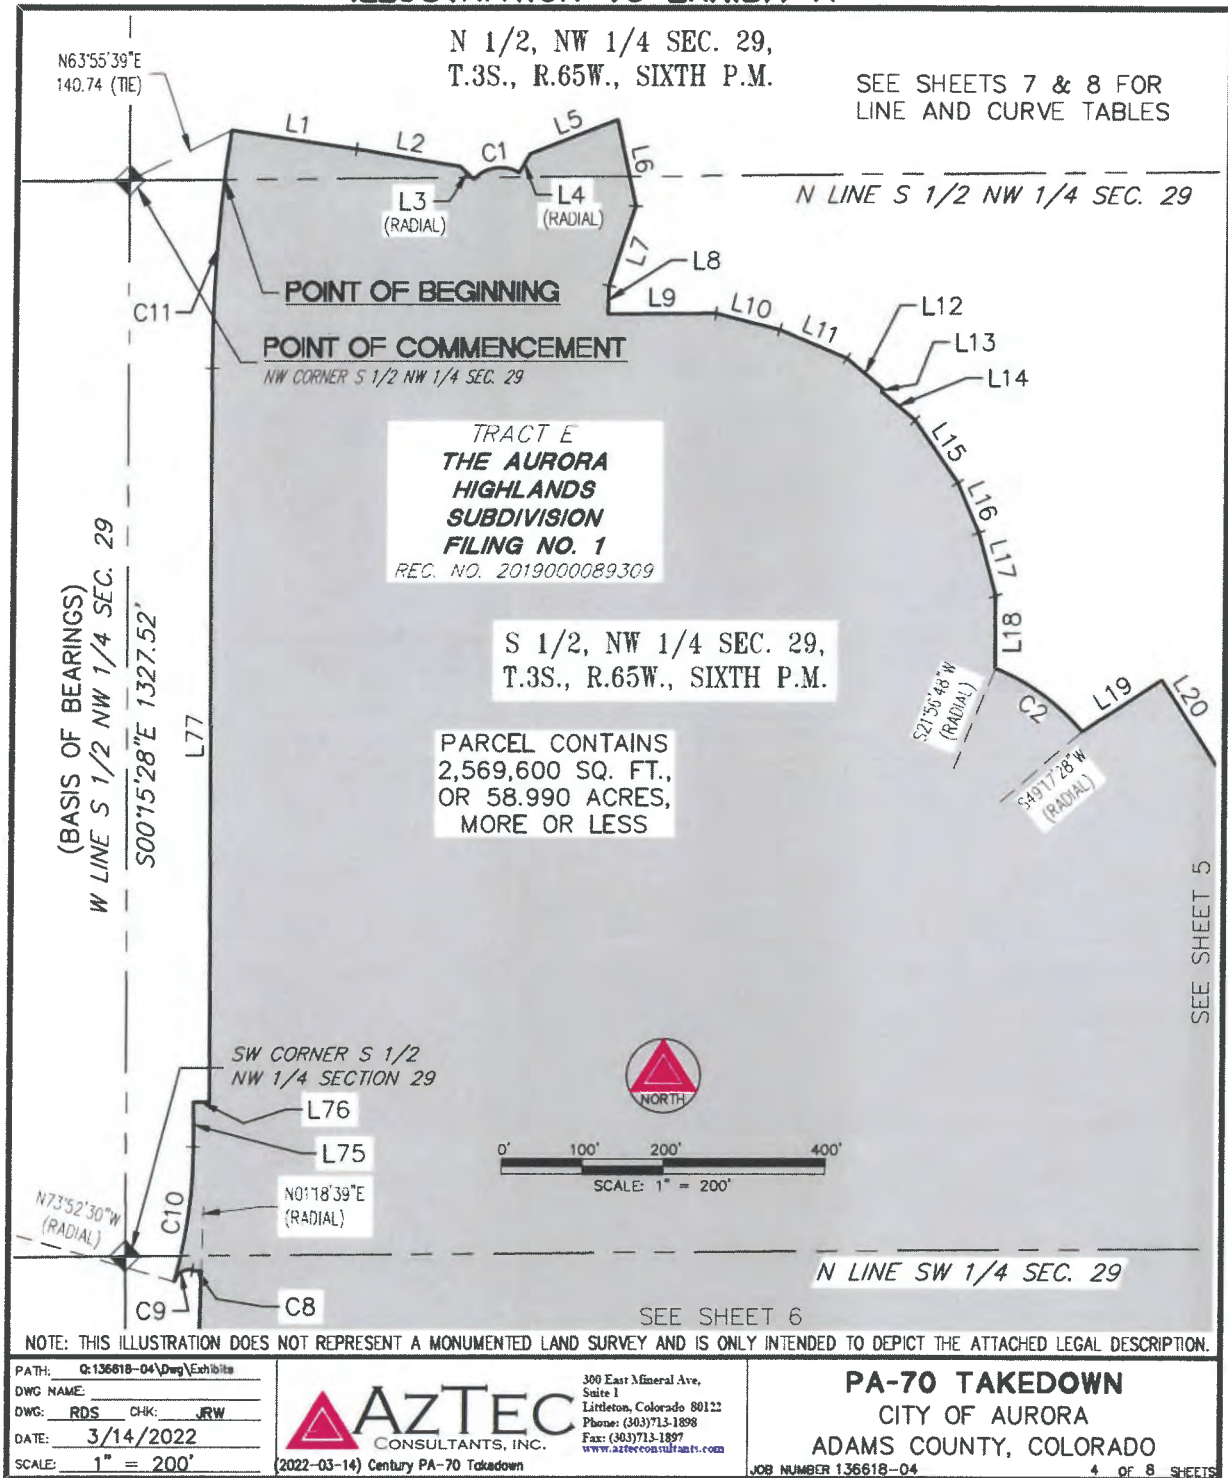 N 1/2, NW 1/4 SEC. 29,
T.3S., R.65W., SIXTH P.M.
SEE SHEETS 7 & 8 FOR
LINE AND CURVE TABLES
N63°55'39"E
140.74 (TIE)
L1
L2
C1
L5
L6
L3
(RADIAL)
L4
(RADIAL)
N LINE S 1/2 NW 1/4 SEC. 29
L7
L8
C11
POINT OF BEGINNING
L9
L10
L11
L12
L13
L14
POINT OF COMMENCEMENT
NW CORNER S 1/2 NW 1/4 SEC. 29
TRACT E
THE AURORA
HIGHLANDS
SUBDIVISION
FILING NO. 1
REC. NO. 2019000089309
L15
L16
L17
L18
(BASIS OF BEARINGS)
W LINE S 1/2 NW 1/4 SEC. 29
S00°15'28"E 1327.52'
S 1/2, NW 1/4 SEC. 29,
T.3S., R.65W., SIXTH P.M.
S21°56'48"W
(RADIAL)
C2
L19
L20
S49°17'28"W
(RADIAL)
L77
PARCEL CONTAINS
2,569,600 SQ. FT.,
OR 58.990 ACRES,
MORE OR LESS
SEE SHEET 5
SW CORNER S 1/2
NW 1/4 SECTION 29
L76
L75
NORTH
0' 100' 200' 400'
SCALE: 1" = 200'
N73°52'30"W
(RADIAL)
C10
N01°18'39"E
(RADIAL)
N LINE SW 1/4 SEC. 29
C9
C8
SEE SHEET 6
NOTE: THIS ILLUSTRATION DOES NOT REPRESENT A MONUMENTED LAND SURVEY AND IS ONLY INTENDED TO DEPICT THE ATTACHED LEGAL DESCRIPTION.
PATH: Q:136618-04\Dwg\Exhibits
DWG NAME:
DWG: RDS CHK: JRW
DATE: 3/14/2022
SCALE: 1" = 200'
AZTEC
CONSULTANTS, INC.
300 East Mineral Ave,
Suite 1
Littleton, Colorado 80122
Phone: (303)713-1898
Fax: (303)713-1897
www.aztecconsultants.com
(2022-03-14) Century PA-70 Takedown
PA-70 TAKEDOWN
CITY OF AURORA
ADAMS COUNTY, COLORADO
JOB NUMBER 136618-04
4 OF 8 SHEETS